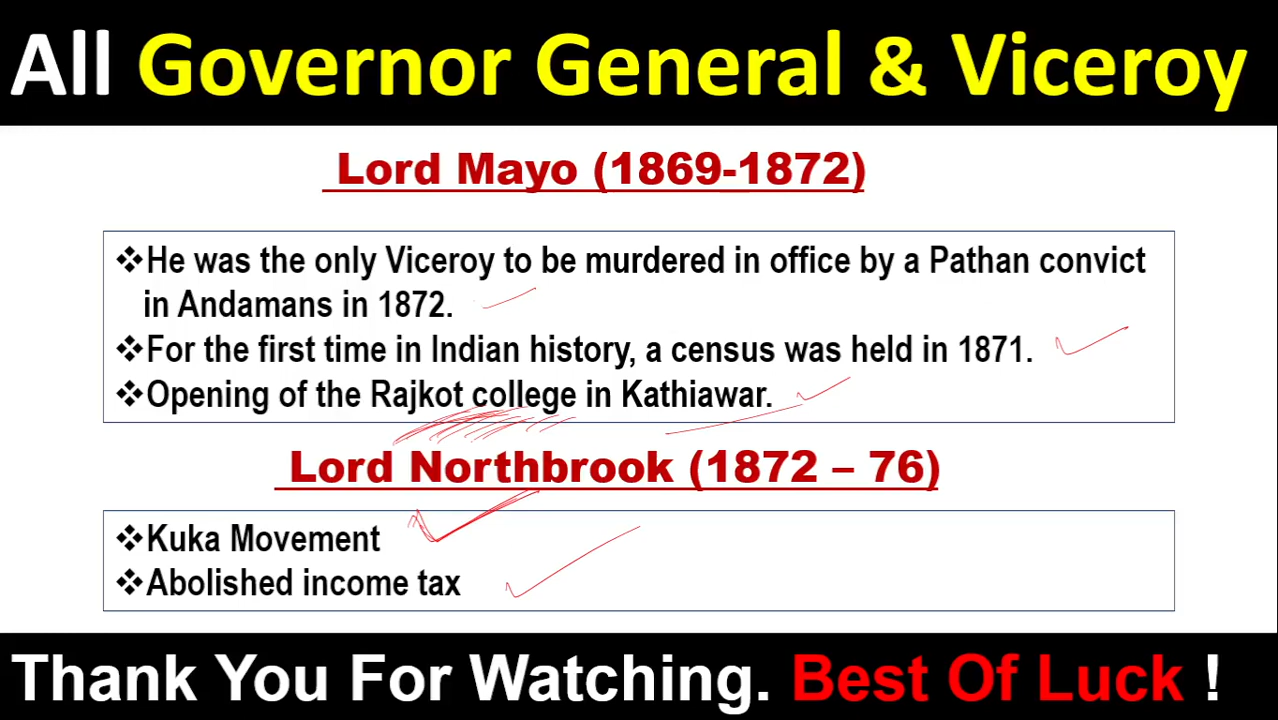 All Governor General & Viceroy
Lord Mayo (1869-1872)
❖He was the only Viceroy to be murdered in office by a Pathan convict
in Andamans in 1872.
❖For the first time in Indian history, a census was held in 1871.
❖Opening of the Rajkot college in Kathiawar.
Lord Northbrook (1872 – 76)
❖Kuka Movement
❖Abolished income tax
Thank You For Watching. Best Of Luck !